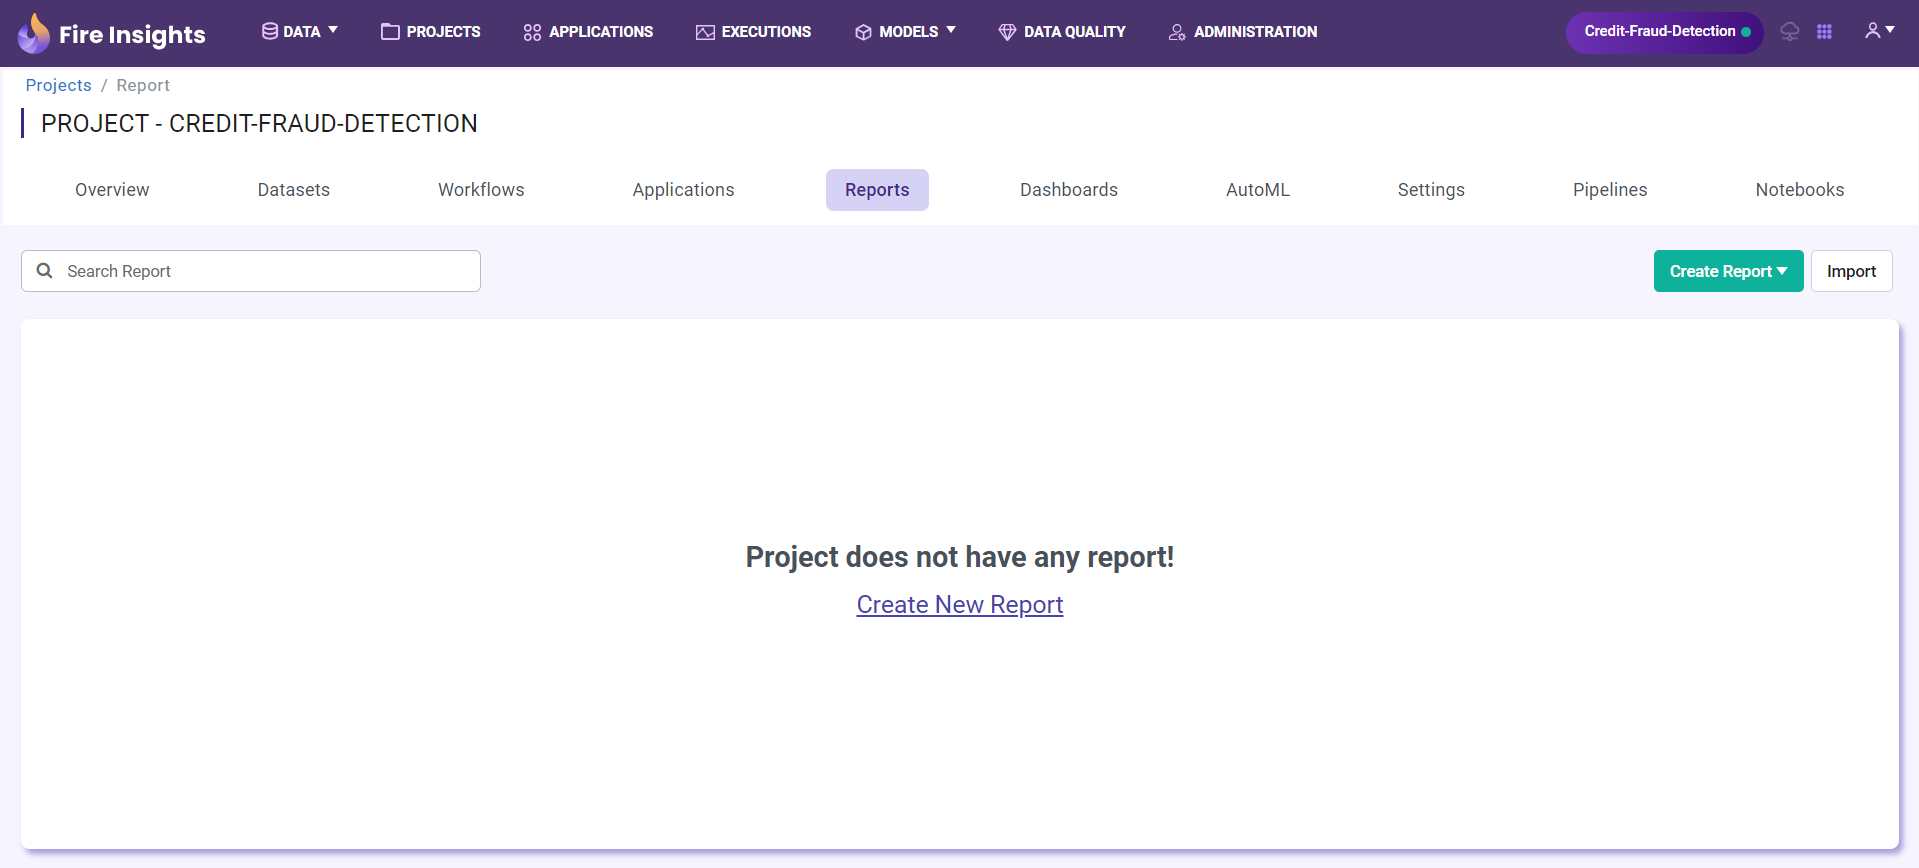 Fire Insights DATA PROJECTS APPLICATIONS EXECUTIONS MODELS DATA QUALITY ADMINISTRATION Credit-Fraud-Detection
Projects / Report
PROJECT - CREDIT-FRAUD-DETECTION
Overview Datasets Workflows Applications Reports Dashboards AutoML Settings Pipelines Notebooks
Search Report Create Report Import
Project does not have any report!
Create New Report